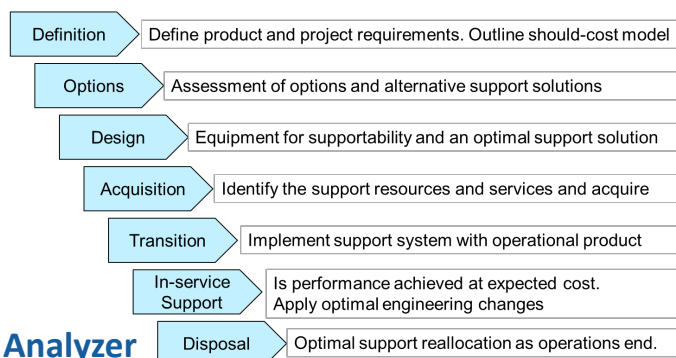 Definition
Define product and project requirements. Outline should-cost model
Options
Assessment of options and alternative support solutions
Design
Equipment for supportability and an optimal support solution
Acquisition
Identify the support resources and services and acquire
Transition
Implement support system with operational product
In-service
Support
Is performance achieved at expected cost.
Apply optimal engineering changes
Analyzer
Disposal
Optimal support reallocation as operations end.